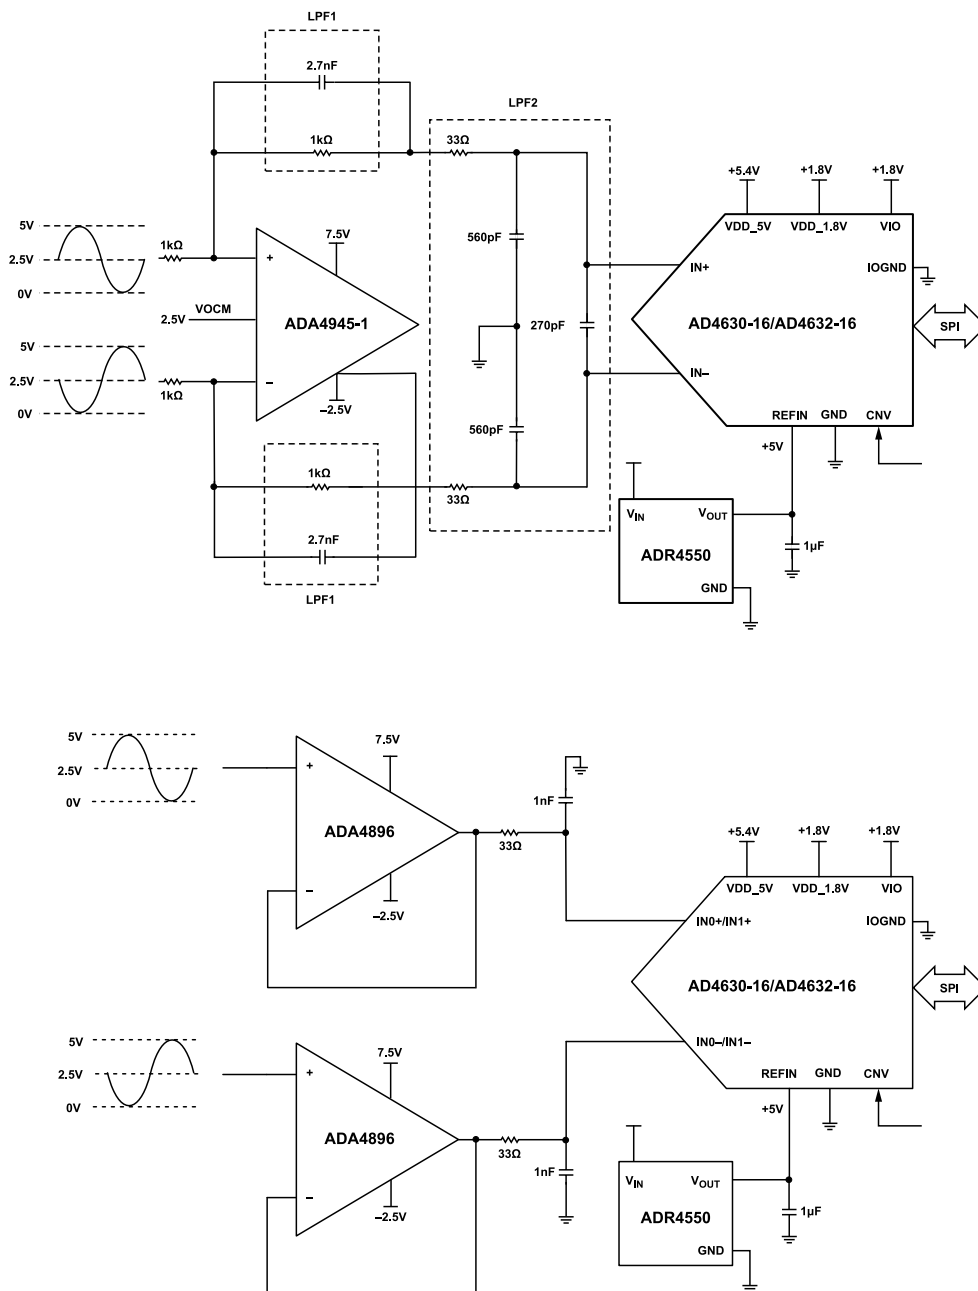 LPF1
2.7nF
1kΩ
LPF2
33Ω
+5.4V
+1.8V
+1.8V
VDD_5V
VDD_1.8V
VIO
5V
2.5V
0V
1kΩ
+
7.5V
560pF
IN+
IOGND
VOCM
2.5V
ADA4945-1
270pF
AD4630-16/AD4632-16
SPI
5V
2.5V
0V
1kΩ
–
–2.5V
IN–
560pF
REFIN
GND
CNV
+5V
1kΩ
33Ω
2.7nF
LPF1
VIN
VOUT
ADR4550
GND
1µF
5V
2.5V
0V
+
7.5V
ADA4896
–
–2.5V
33Ω
1nF
+5.4V
+1.8V
+1.8V
VDD_5V
VDD_1.8V
VIO
IN0+/IN1+
IOGND
AD4630-16/AD4632-16
SPI
IN0–/IN1–
REFIN
GND
CNV
+5V
5V
2.5V
0V
+
7.5V
ADA4896
–
–2.5V
33Ω
1nF
VIN
VOUT
ADR4550
GND
1µF